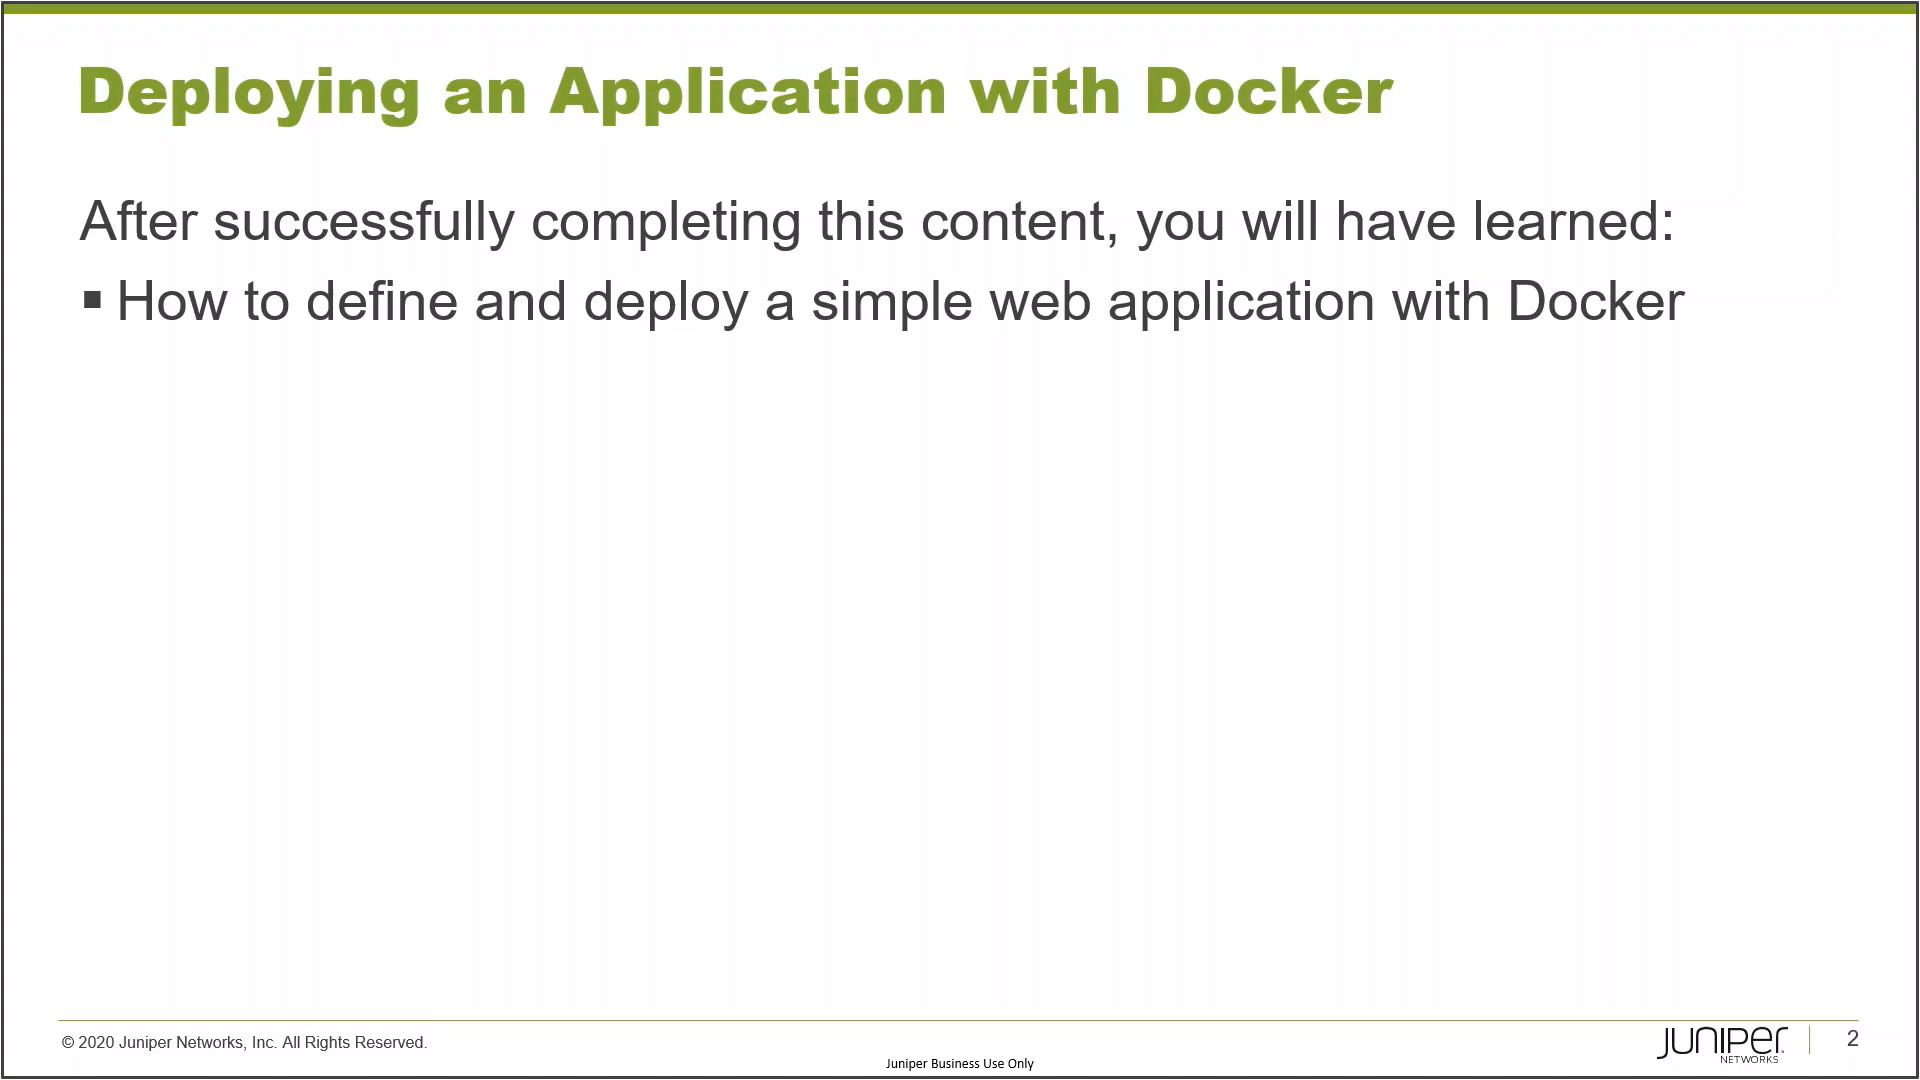 Deploying an Application with Docker
After successfully completing this content, you will have learned:
▪ How to define and deploy a simple web application with Docker
© 2020 Juniper Networks, Inc. All Rights Reserved.
Juniper Business Use Only
JUNIPER
NETWORKS
2